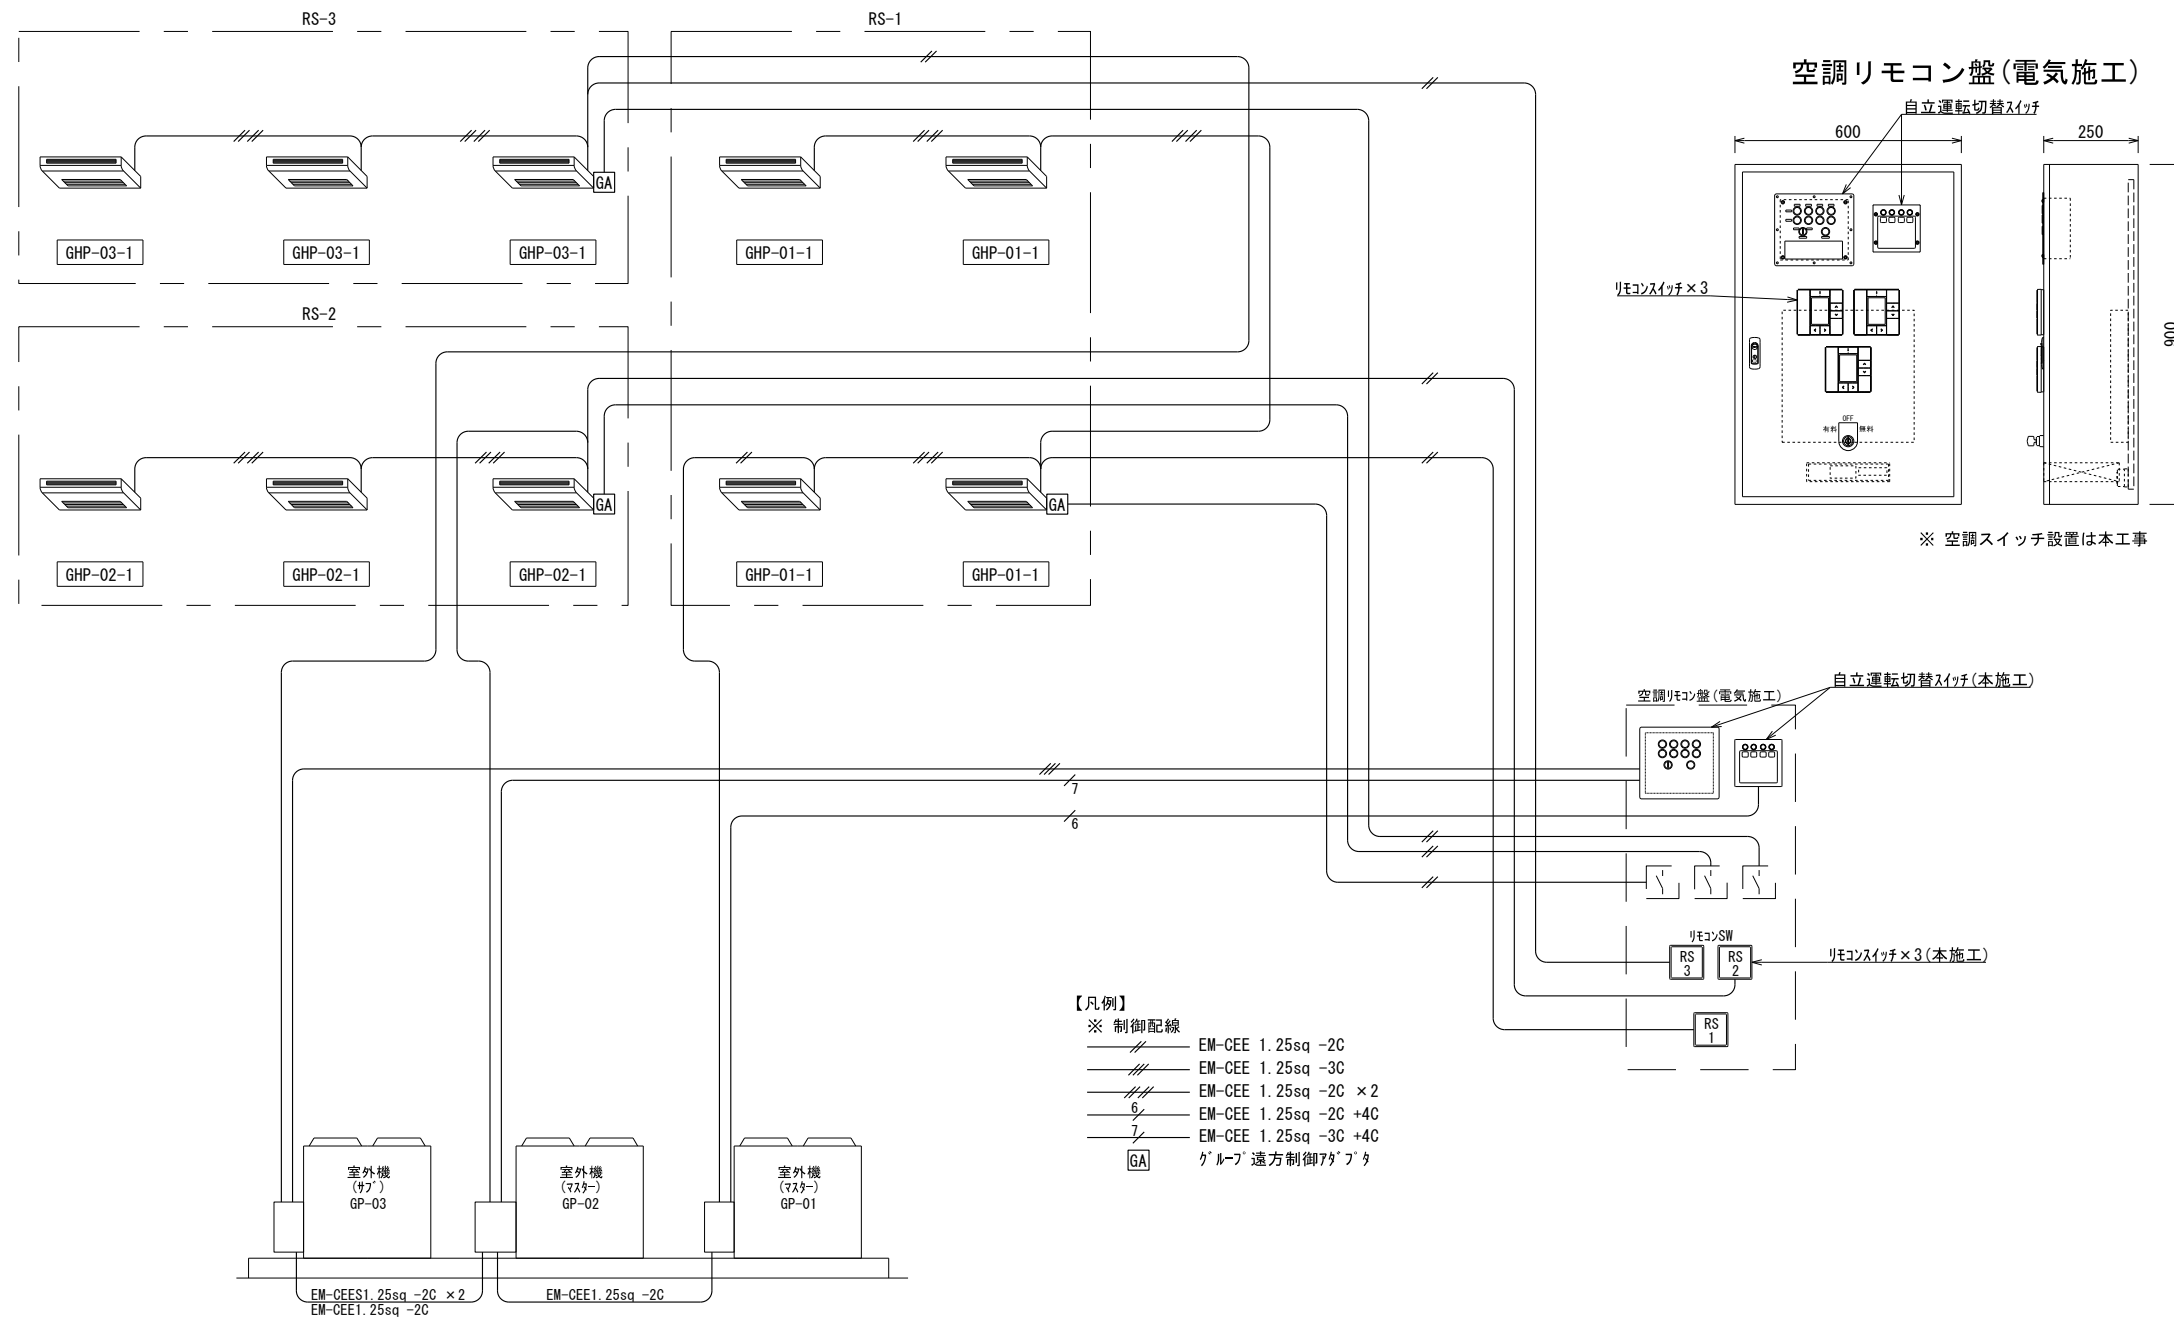 RS-3
RS-1
空調リモコン盤(電気施工)
自立運転切替ｽｲｯﾁ
600
250
900
GA
GHP-03-1
GHP-03-1
GHP-03-1
GHP-01-1
GHP-01-1
ﾘﾓｺﾝｽｲｯﾁ×3
RS-2
OFF
有料
無料
GA
GA
※ 空調スイッチ設置は本工事
GHP-02-1
GHP-02-1
GHP-02-1
GHP-01-1
GHP-01-1
自立運転切替ｽｲｯﾁ(本施工)
空調ﾘﾓｺﾝ盤(電気施工)
7
6
ﾘﾓｺﾝSW
RS
3
RS
2
ﾘﾓｺﾝｽｲｯﾁ×3(本施工)
RS
1
【凡例】
※ 制御配線
EM-CEE 1.25sq -2C
EM-CEE 1.25sq -3C
EM-CEE 1.25sq -2C ×2
6
EM-CEE 1.25sq -2C +4C
7
EM-CEE 1.25sq -3C +4C
GA
ｸﾞﾙｰﾌﾟ遠方制御ｱﾀﾞﾌﾟﾀ
室外機
(ｻﾌﾞ)
GP-03
室外機
(ﾏｽﾀｰ)
GP-02
室外機
(ﾏｽﾀｰ)
GP-01
EM-CEES1.25sq -2C ×2
EM-CEE1.25sq -2C
EM-CEE1.25sq -2C